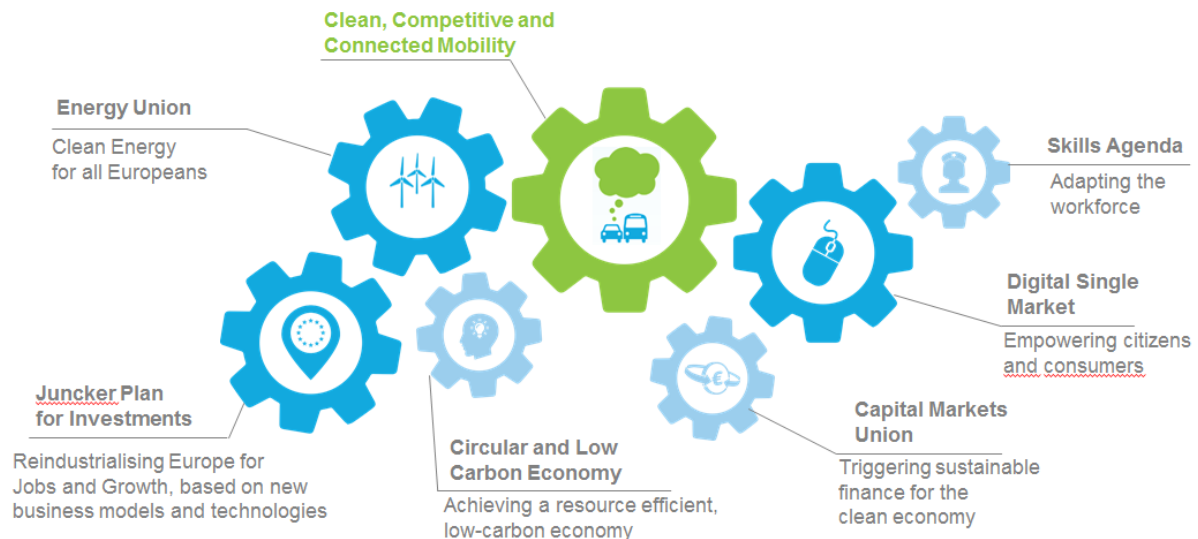 Clean, Competitive and
Connected Mobility
Energy Union
Clean Energy
for all Europeans
Skills Agenda
Adapting the
workforce
Digital Single
Market
Empowering citizens
and consumers
Juncker Plan
for Investments
Reindustrialising Europe for
Jobs and Growth, based on new
business models and technologies
Circular and Low
Carbon Economy
Achieving a resource efficient,
low-carbon economy
Capital Markets
Union
Triggering sustainable
finance for the
clean economy
€